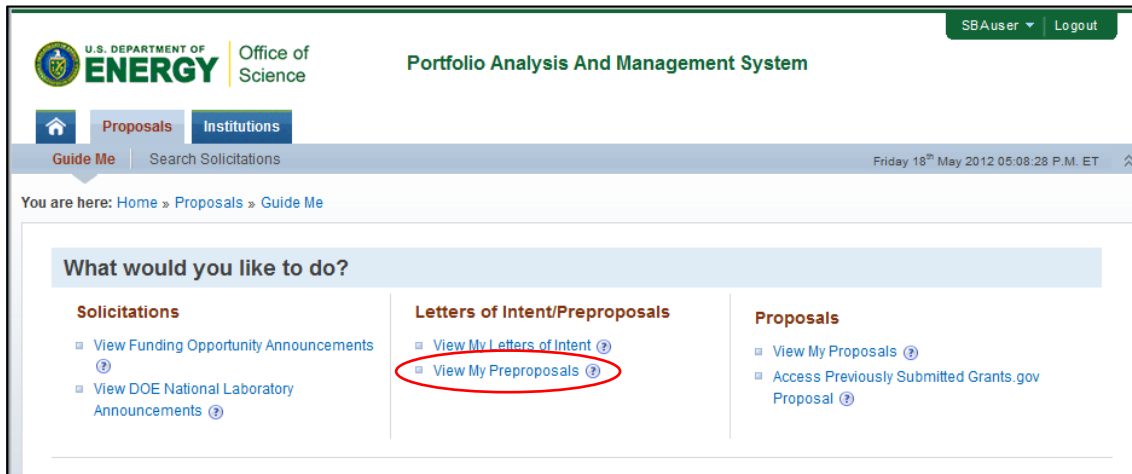 SBAuser | Logout
U.S. DEPARTMENT OF
ENERGY
Office of
Science
Portfolio Analysis And Management System
Proposals
Institutions
Guide Me
Search Solicitations
Friday 18th May 2012 05:08:28 P.M. ET
You are here: Home » Proposals » Guide Me
What would you like to do?
Solicitations
View Funding Opportunity Announcements
?
View DOE National Laboratory
Announcements ?
Letters of Intent/Preproposals
View My Letters of Intent ?
View My Preproposals ?
Proposals
View My Proposals ?
Access Previously Submitted Grants.gov
Proposal ?